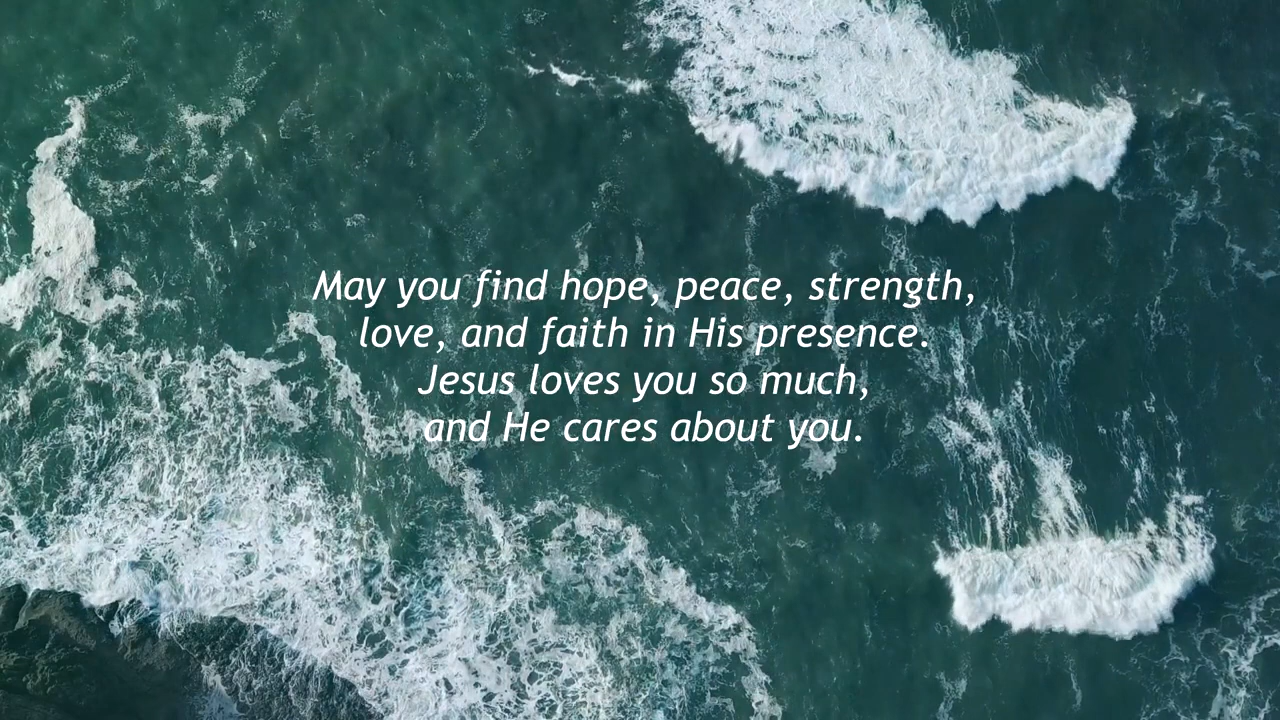 May you find hope, peace, strength,
love, and faith in His presence.
Jesus loves you so much,
and He cares about you.